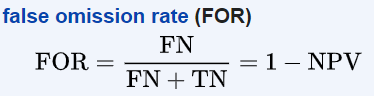 false omission rate (FOR)
FOR = FN / FN + TN = 1 − NPV